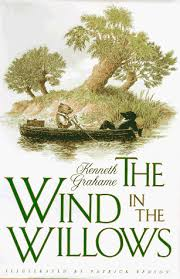 Kenneth Grahame
THE
WIND
IN THE
WILLOWS
ILLUSTRATED BY PATRICK BENSON